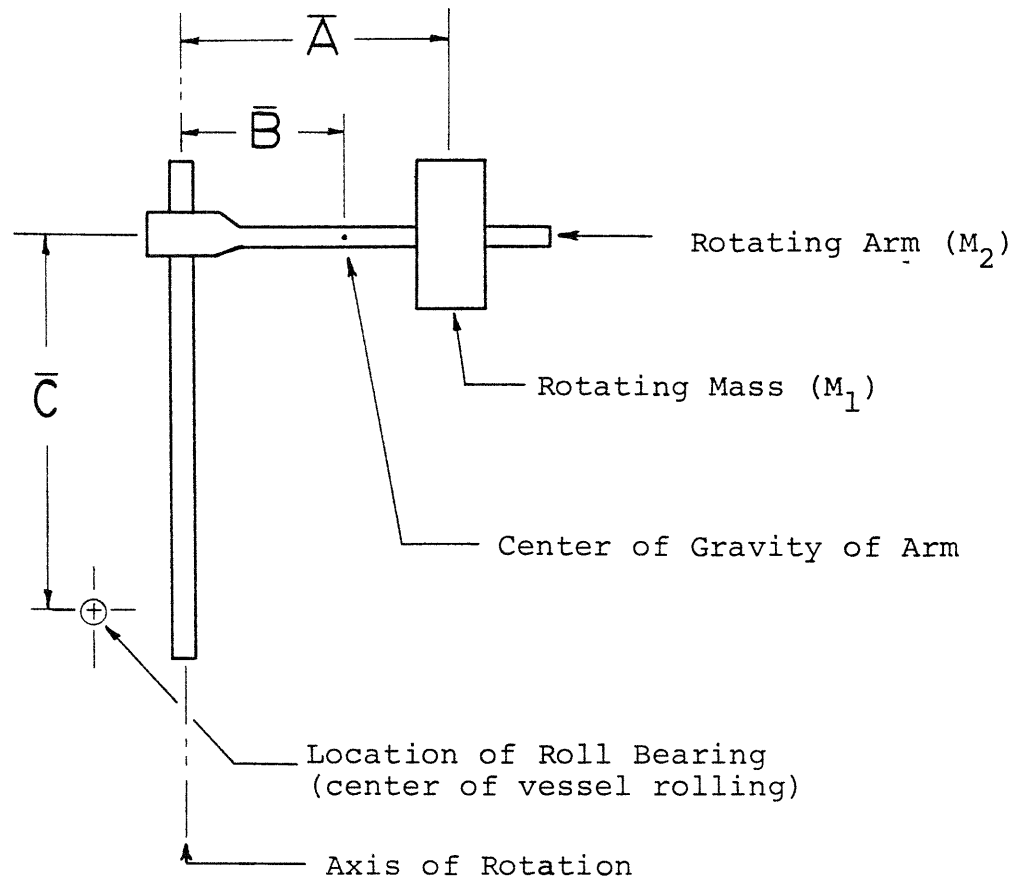 A̅
B̅
Rotating Arm (M₂)
C̅
Rotating Mass (M₁)
Center of Gravity of Arm
Location of Roll Bearing
(center of vessel rolling)
Axis of Rotation